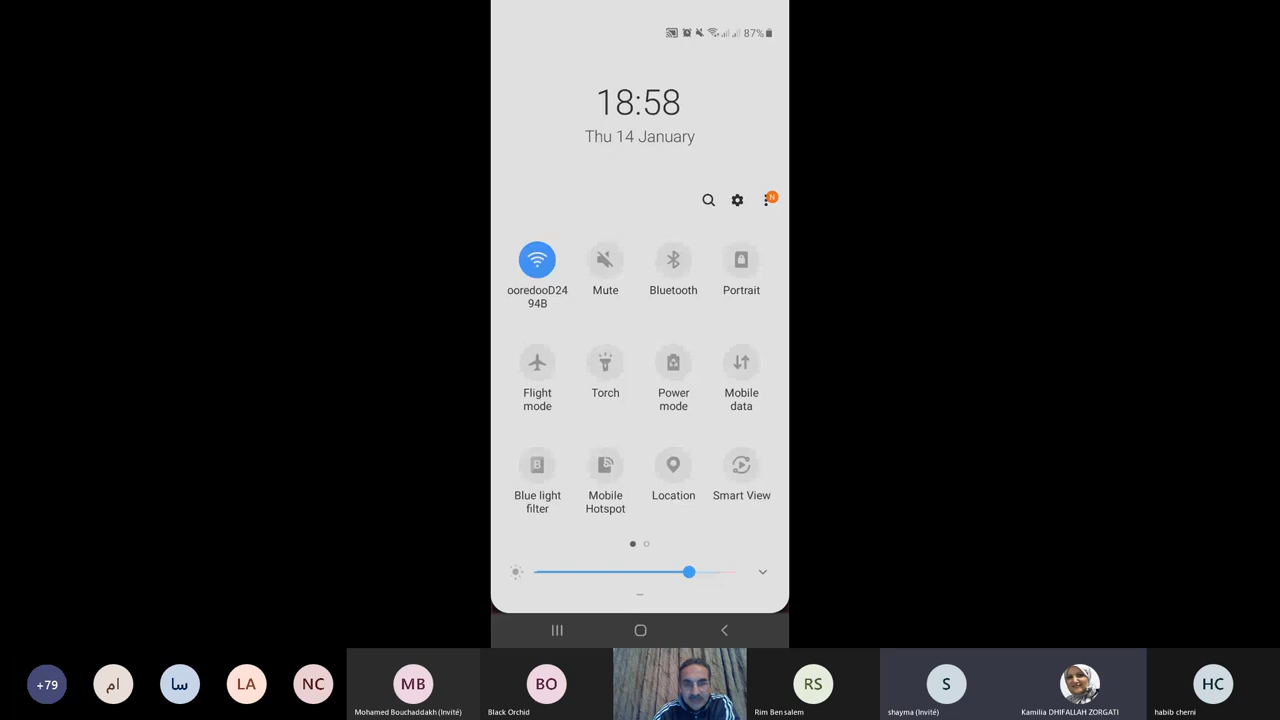 87%
18:58
Thu 14 January
N
ooredooD24
94B
Mute
Bluetooth
Portrait
Flight
mode
Torch
Power
mode
Mobile
data
B
Blue light
filter
Mobile
Hotspot
Location
Smart View
+79
ام
سا
LA
NC
MB
Mohamed Bouchaddakh (Invité)
BO
Black Orchid
RS
Rim Ben salem
S
shayma (Invité)
Kamilia DHIFALLAH ZORGATI
HC
habib cherni